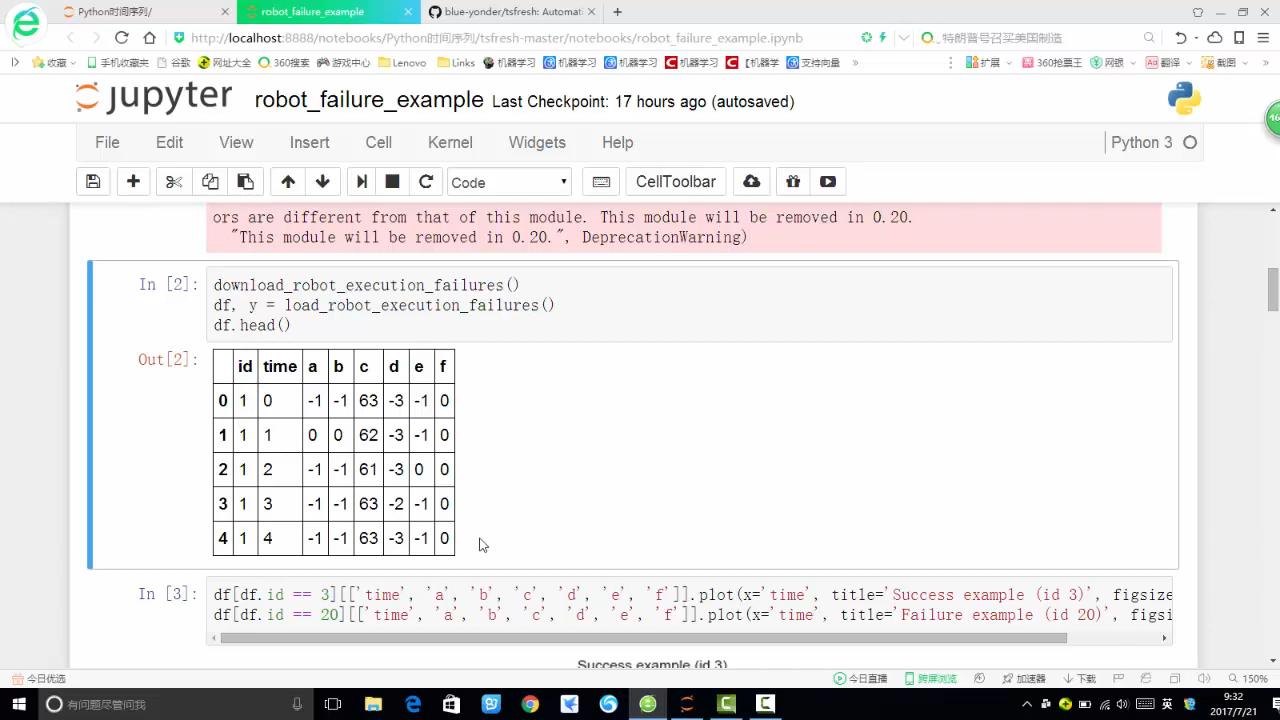 Python时间序列/
robot_failure_example
blue-yonder/tsfresh: Automati
http://localhost:8888/notebooks/Python时间序列/tsfresh-master/notebooks/robot_failure_example.ipynb
特朗普号召买美国制造
收藏 手机收藏夹 谷歌 网址大全 360搜索 游戏中心 Lenovo Links 机器学习 机器学习 机器学习 机器学习 【机器学 支持向量 » 扩展 360抢票王 网银 翻译 截图 »
jupyter robot_failure_example Last Checkpoint: 17 hours ago (autosaved)
File Edit View Insert Cell Kernel Widgets Help Python 3
Code CellToolbar
ors are different from that of this module. This module will be removed in 0.20.
"This module will be removed in 0.20.", DeprecationWarning)
In [2]: download_robot_execution_failures()
df, y = load_robot_execution_failures()
df.head()
Out[2]:
id time a b c d e f
0 1 0 -1 -1 63 -3 -1 0
1 1 1 0 0 62 -3 -1 0
2 1 2 -1 -1 61 -3 0 0
3 1 3 -1 -1 63 -2 -1 0
4 1 4 -1 -1 63 -3 -1 0
In [3]: df[df.id == 3][['time', 'a', 'b', 'c', 'd', 'e', 'f']].plot(x='time', title='Success example (id 3)', figsize
df[df.id == 20][['time', 'a', 'b', 'c', 'd', 'e', 'f']].plot(x='time', title='Failure example (id 20)', figsi
Success example (id 3)
今日优选 今日直播 跨屏浏览 加速器 下载 150%
有问题尽管问我
英
9:32
2017/7/21